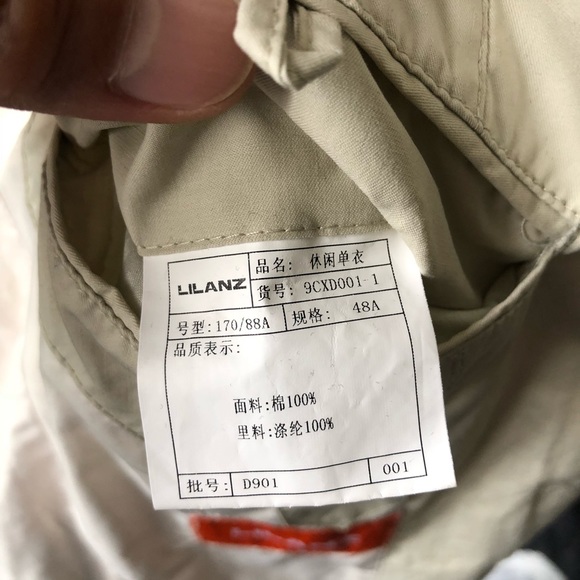 LILANZ
品名: 休闲单衣
货号: 9CXD001-1
号型:170/88A
规格: 48A
品质表示:
面料:棉100%
里料:涤纶100%
批号: D901 001